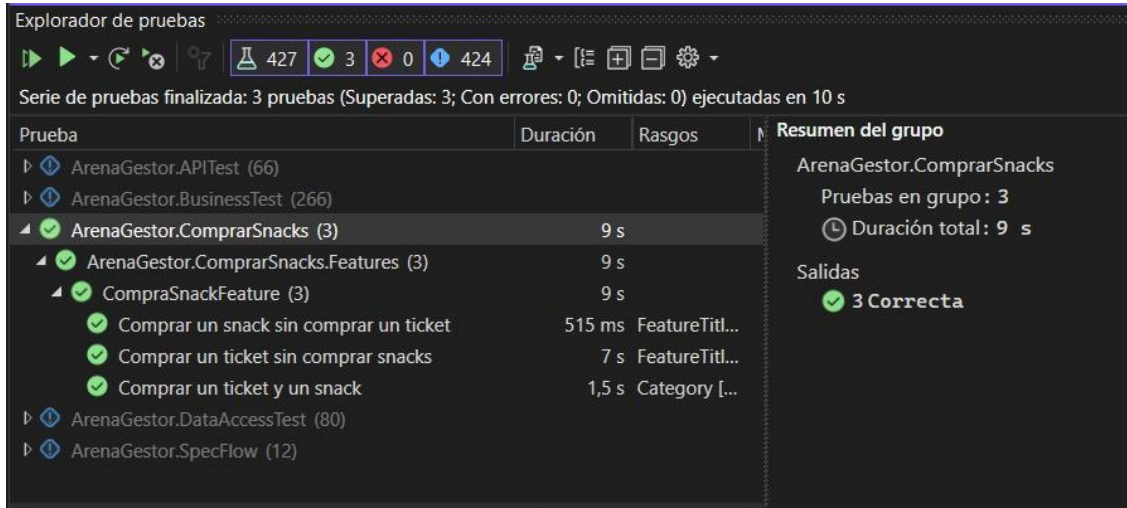 Explorador de pruebas
427 3 0 424
Serie de pruebas finalizada: 3 pruebas (Superadas: 3; Con errores: 0; Omitidas: 0) ejecutadas en 10 s
Prueba Duración Rasgos
ArenaGestor.APITest (66)
ArenaGestor.BusinessTest (266)
ArenaGestor.ComprarSnacks (3) 9 s
ArenaGestor.ComprarSnacks.Features (3) 9 s
CompraSnackFeature (3) 9 s
Comprar un snack sin comprar un ticket 515 ms FeatureTitl...
Comprar un ticket sin comprar snacks 7 s FeatureTitl...
Comprar un ticket y un snack 1,5 s Category [...
ArenaGestor.DataAccessTest (80)
ArenaGestor.SpecFlow (12)
Resumen del grupo
ArenaGestor.ComprarSnacks
Pruebas en grupo: 3
Duración total: 9 s
Salidas
3 Correcta